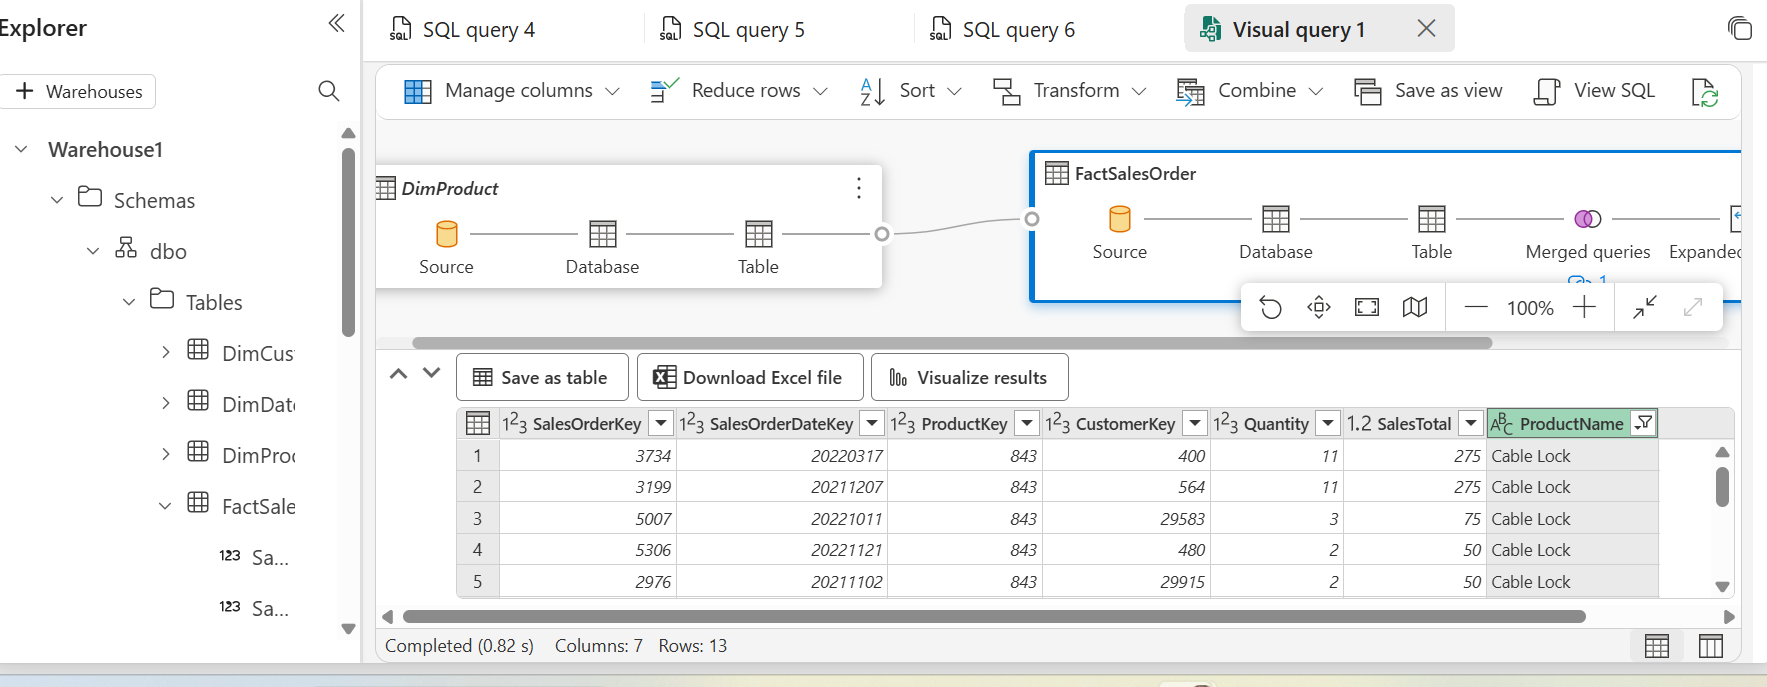 Explorer
+ Warehouses
Warehouse1
Schemas
dbo
Tables
DimCus
DimDat
DimProd
FactSale
123 Sa...
123 Sa...
SQL query 4
SQL query 5
SQL query 6
Visual query 1
Manage columns
Reduce rows
Sort
Transform
Combine
Save as view
View SQL
DimProduct
Source
Database
Table
FactSalesOrder
Source
Database
Table
Merged queries
Expanded
1
100%
Save as table
Download Excel file
Visualize results
123 SalesOrderKey 123 SalesOrderDateKey 123 ProductKey 123 CustomerKey 123 Quantity 1.2 SalesTotal ABC ProductName
1 3734 20220317 843 400 11 275 Cable Lock
2 3199 20211207 843 564 11 275 Cable Lock
3 5007 20221011 843 29583 3 75 Cable Lock
4 5306 20221121 843 480 2 50 Cable Lock
5 2976 20211102 843 29915 2 50 Cable Lock
Completed (0.82 s) Columns: 7 Rows: 13